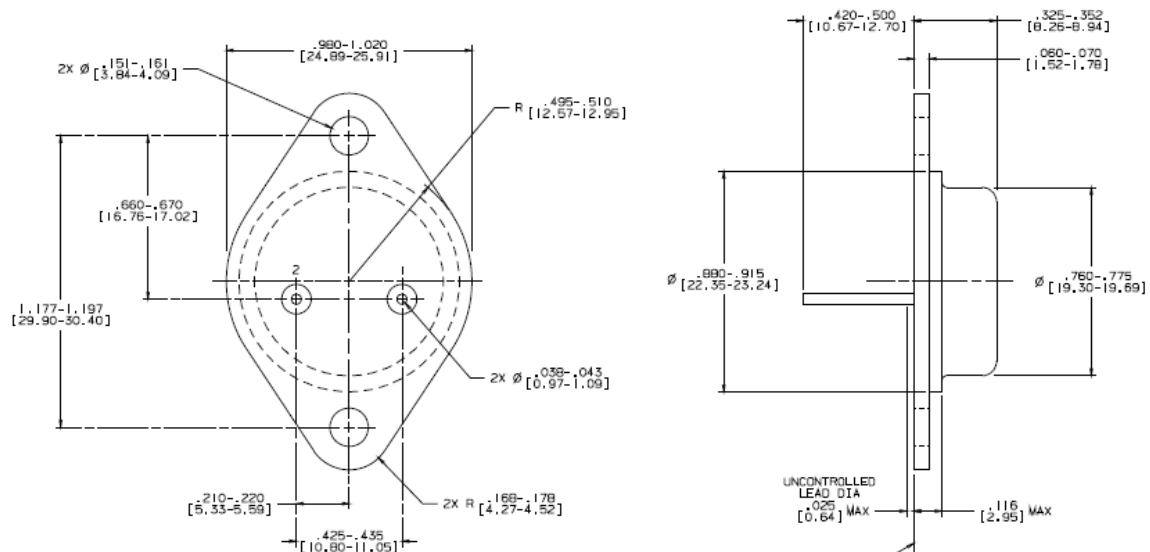 .980-1.020
[24.89-25.91]
2X Ø .151-.161
[3.84-4.09]
R .495-.510
[12.57-12.95]
.660-.670
[16.76-17.02]
1.177-1.197
[29.90-30.40]
2
2X Ø .038-.043
[0.97-1.09]
.210-.220
[5.33-5.59]
2X R .168-.178
[4.27-4.52]
.425-.435
[10.80-11.05]
.420-.500
[10.67-12.70]
.325-.352
[8.26-8.94]
.060-.070
[1.52-1.78]
Ø .880-.915
[22.35-23.24]
Ø .760-.775
[19.30-19.69]
UNCONTROLLED
LEAD DIA
.025
[0.64] MAX
.116
[2.95] MAX